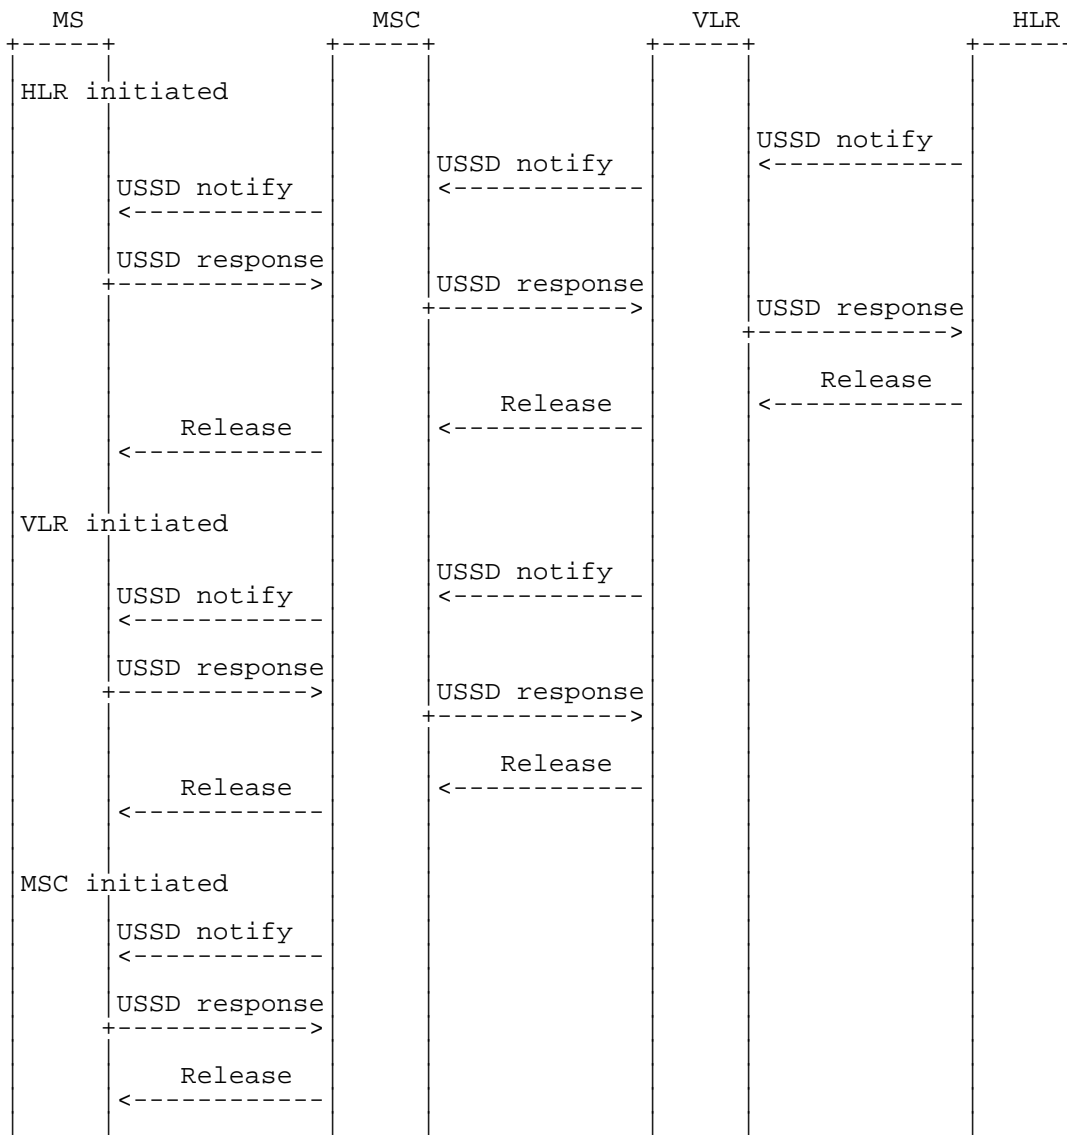 MS MSC VLR HLR
HLR initiated
USSD notify
USSD notify
USSD notify
USSD response
USSD response
USSD response
Release
Release
Release
VLR initiated
USSD notify
USSD notify
USSD response
USSD response
Release
Release
MSC initiated
USSD notify
USSD response
Release